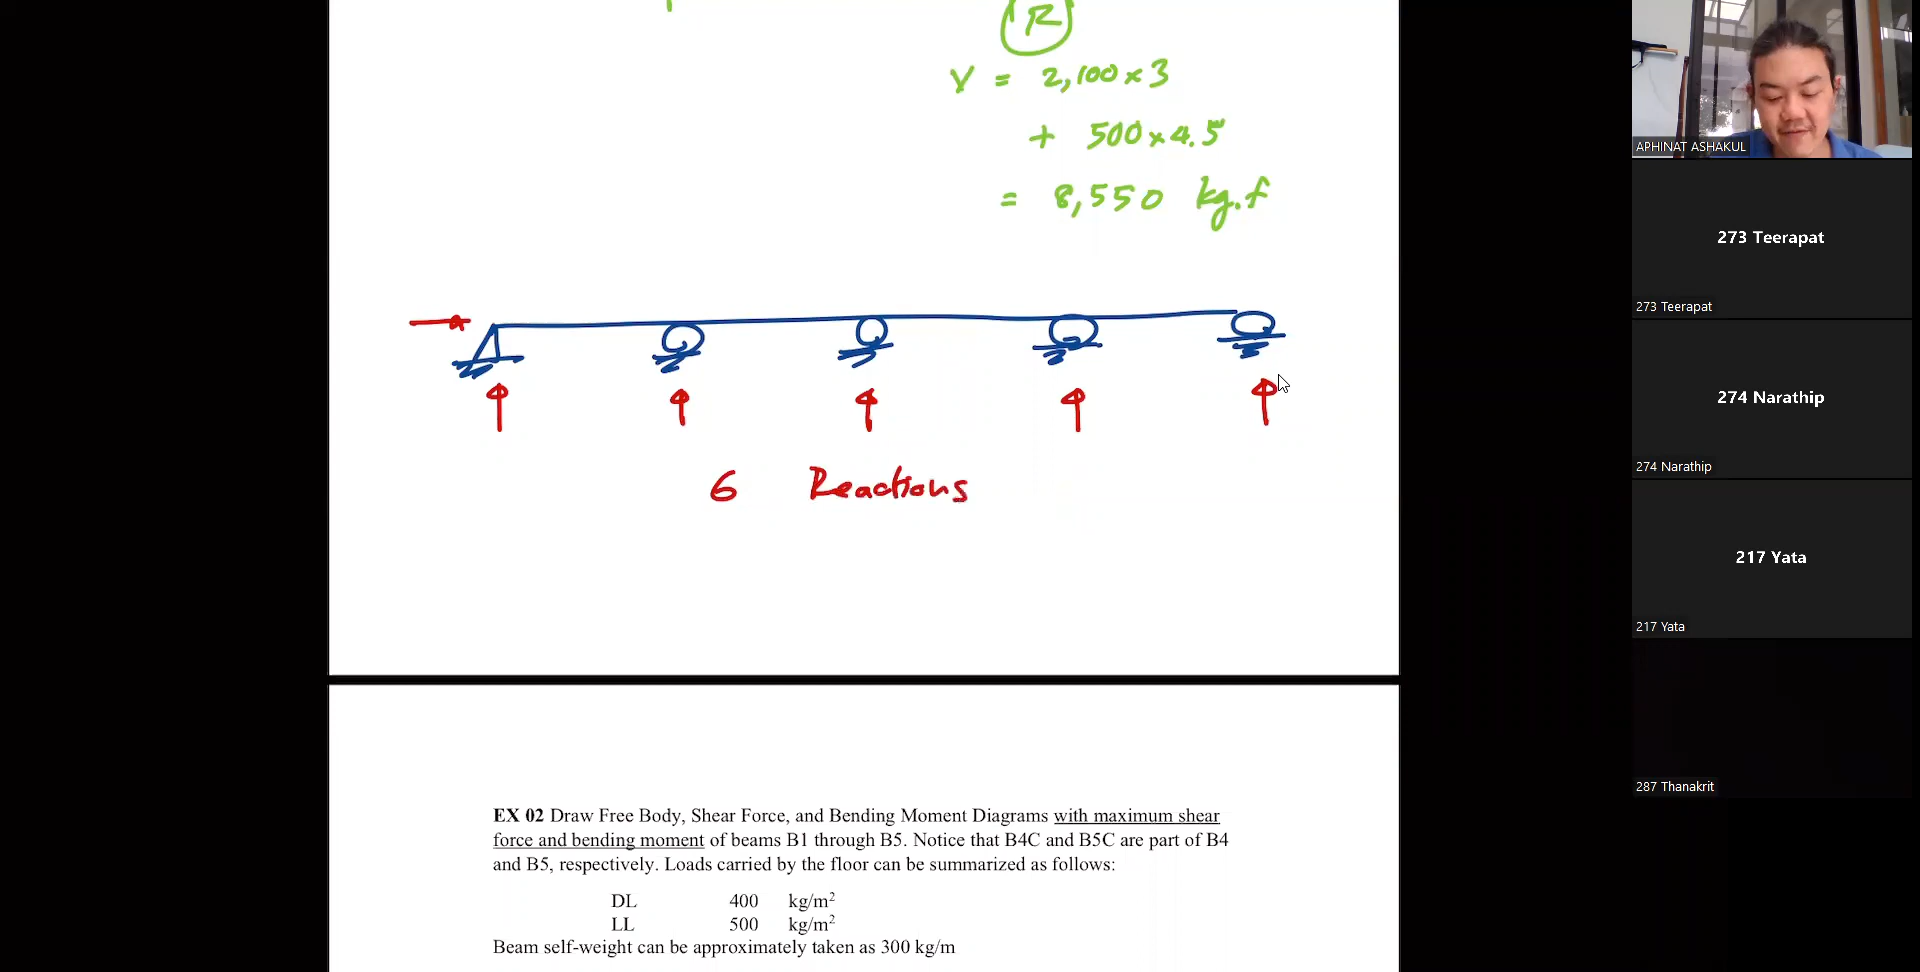 R
V = 2,100 x 3
+ 500 x 4.5
= 8,550 kg.f
6 Reactions
EX 02 Draw Free Body, Shear Force, and Bending Moment Diagrams with maximum shear
force and bending moment of beams B1 through B5. Notice that B4C and B5C are part of B4
and B5, respectively. Loads carried by the floor can be summarized as follows:
DL 400 kg/m²
LL 500 kg/m²
Beam self-weight can be approximately taken as 300 kg/m
APHINAT ASHAKUL
273 Teerapat
273 Teerapat
274 Narathip
274 Narathip
217 Yata
217 Yata
287 Thanakrit